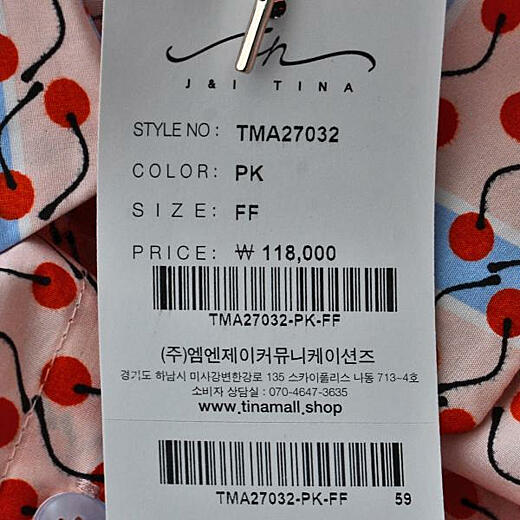 J & I TINA
STYLE NO : TMA27032
COLOR: PK
SIZE: FF
PRICE: ₩ 118,000
TMA27032-PK-FF
(주)엠엔제이커뮤니케이션즈
경기도 하남시 미사강변한강로 135 스카이폴리스 나동 713-4호
소비자 상담실 : 070-4647-3635
www.tinamall.shop
TMA27032-PK-FF 59